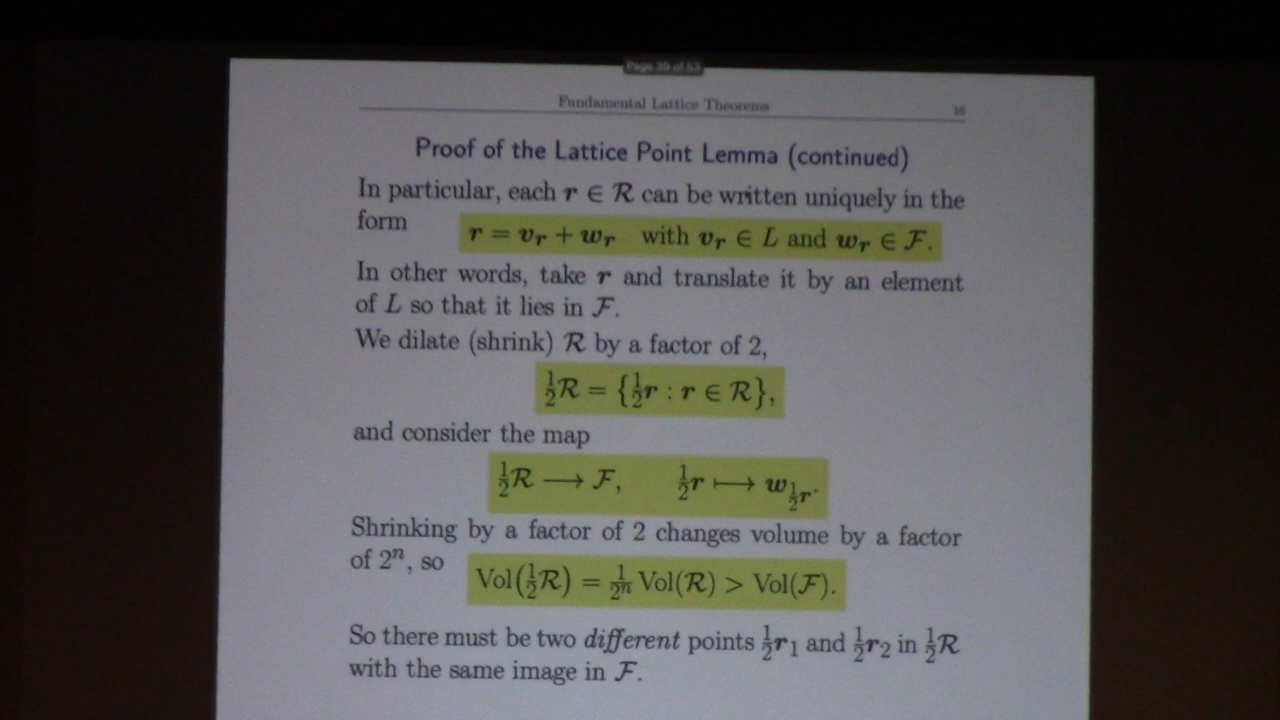 Page 39 of 63
Fundamental Lattice Theorems 16
Proof of the Lattice Point Lemma (continued)
In particular, each r ∈ R can be written uniquely in the
form r = v_r + w_r with v_r ∈ L and w_r ∈ F.
In other words, take r and translate it by an element
of L so that it lies in F.
We dilate (shrink) R by a factor of 2,
½R = {½r : r ∈ R},
and consider the map
½R ⟶ F, ½r ⟼ w_{½r}.
Shrinking by a factor of 2 changes volume by a factor
of 2ⁿ, so Vol(½R) = 1/2ⁿ Vol(R) > Vol(F).
So there must be two different points ½r₁ and ½r₂ in ½R
with the same image in F.